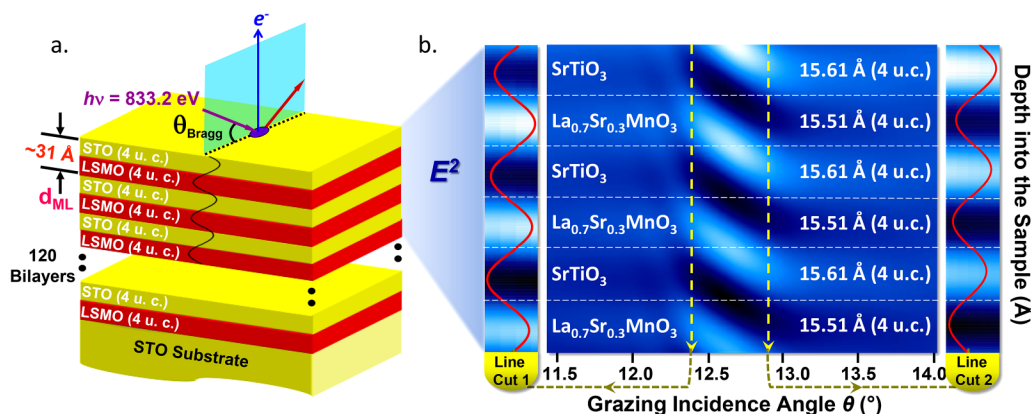 a.
e-
hν = 833.2 eV
θBragg
~31 Å
dML
STO (4 u. c.)
LSMO (4 u. c.)
STO (4 u. c.)
LSMO (4 u. c.)
STO (4 u. c.)
LSMO (4 u. c.)
120
Bilayers
STO (4 u. c.)
LSMO (4 u. c.)
STO Substrate
b.
E2
SrTiO3 15.61 Å (4 u.c.)
La0.7Sr0.3MnO3 15.51 Å (4 u.c.)
SrTiO3 15.61 Å (4 u.c.)
La0.7Sr0.3MnO3 15.51 Å (4 u.c.)
SrTiO3 15.61 Å (4 u.c.)
La0.7Sr0.3MnO3 15.51 Å (4 u.c.)
Line
Cut 1
11.5 12.0 12.5 13.0 13.5 14.0
Line
Cut 2
Grazing Incidence Angle θ (°)
Depth into the Sample (Å)